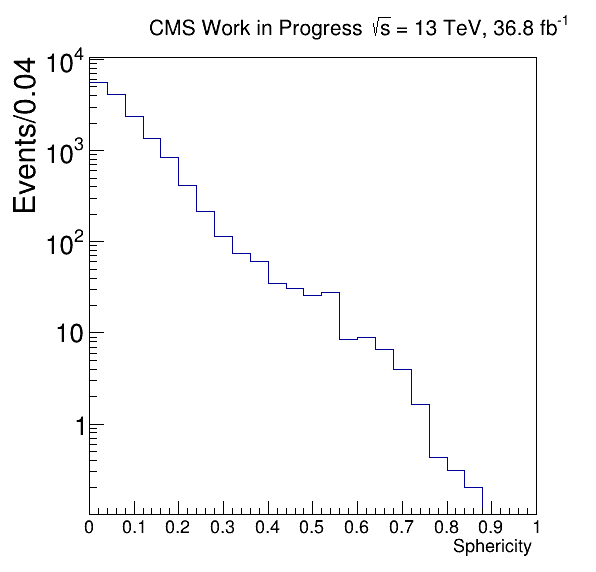 CMS Work in Progress √s = 13 TeV, 36.8 fb⁻¹
Events/0.04
10⁴
10³
10²
10
1
0 0.1 0.2 0.3 0.4 0.5 0.6 0.7 0.8 0.9 1
Sphericity